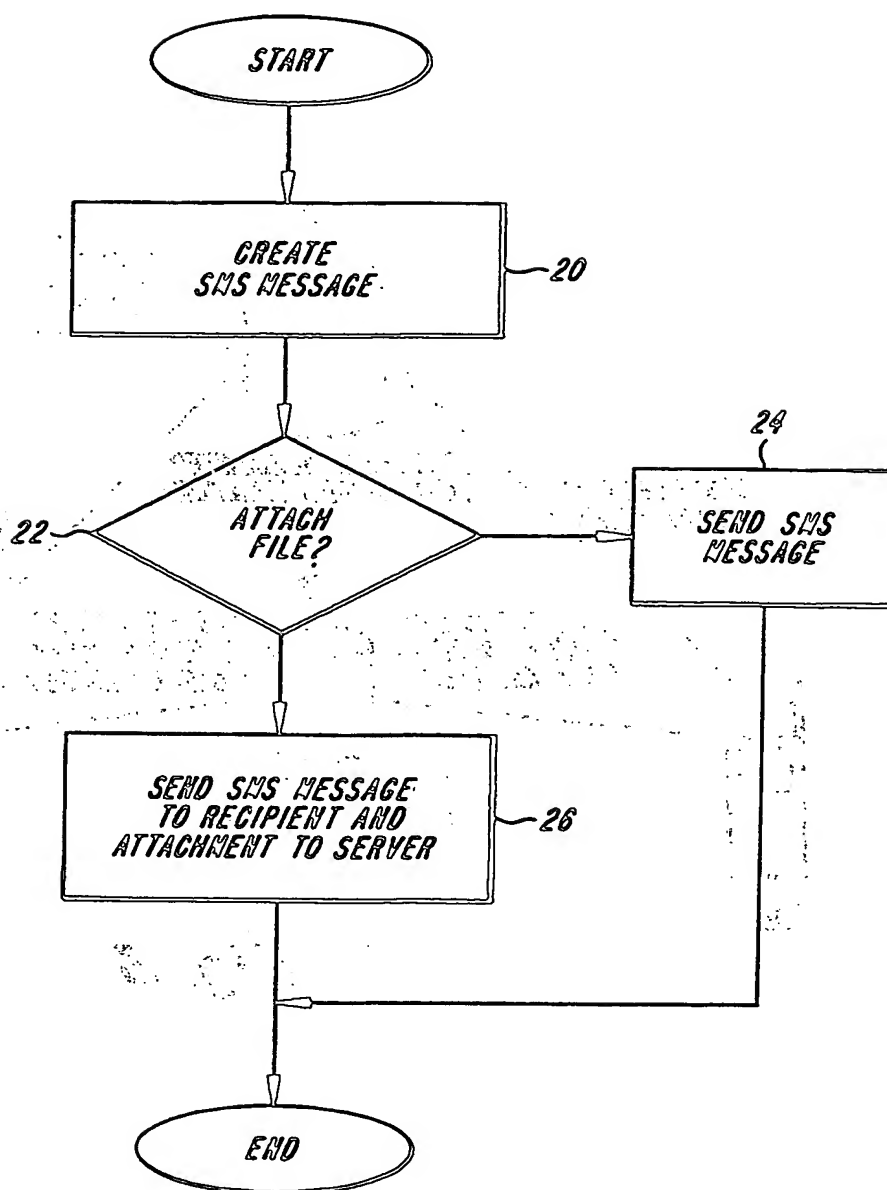 START
CREATE
SMS MESSAGE
20
24
22
ATTACH
FILE?
SEND SMS
MESSAGE
SEND SMS MESSAGE
TO RECIPIENT AND
ATTACHMENT TO SERVER
26
END